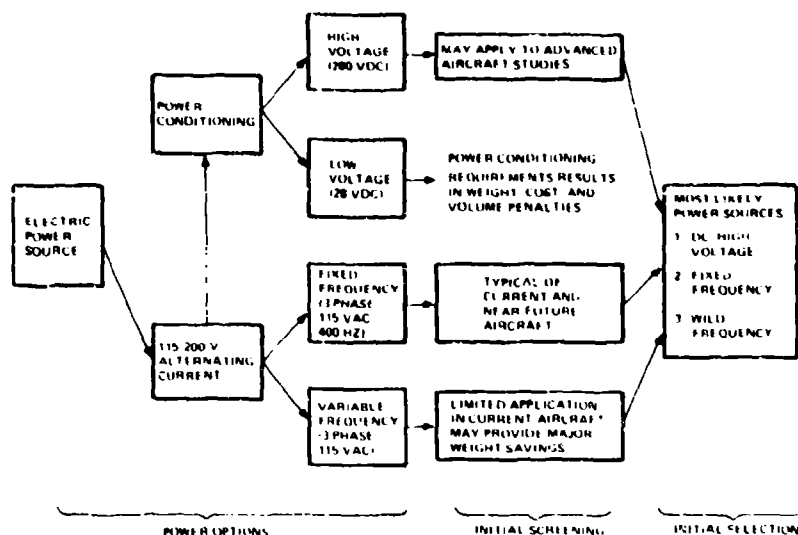 HIGH
VOLTAGE
(280 VDC)
MAY APPLY TO ADVANCED
AIRCRAFT STUDIES
POWER
CONDITIONING
LOW
VOLTAGE
(28 VDC)
POWER CONDITIONING
REQUIREMENTS RESULTS
IN WEIGHT, COST AND
VOLUME PENALTIES
ELECTRIC
POWER
SOURCE
MOST LIKELY
POWER SOURCES
1 DC HIGH
VOLTAGE
2 FIXED
FREQUENCY
3 WILD
FREQUENCY
FIXED
FREQUENCY
(3 PHASE
115 VAC
400 HZ)
TYPICAL OF
CURRENT AND
NEAR FUTURE
AIRCRAFT
115 200 V
ALTERNATING
CURRENT
VARIABLE
FREQUENCY
(3 PHASE
115 VAC)
LIMITED APPLICATION
IN CURRENT AIRCRAFT
MAY PROVIDE MAJOR
WEIGHT SAVINGS
POWER OPTIONS
INITIAL SCREENING
INITIAL SELECTION